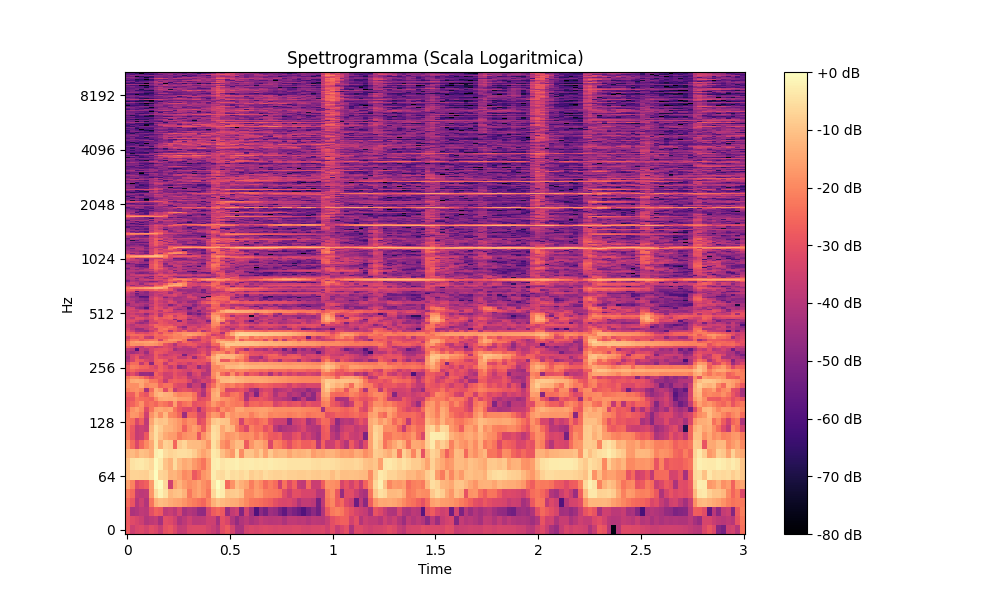 Spettrogramma (Scala Logaritmica)
Hz
8192
4096
2048
1024
512
256
128
64
0
0 0.5 1 1.5 2 2.5 3
Time
+0 dB
-10 dB
-20 dB
-30 dB
-40 dB
-50 dB
-60 dB
-70 dB
-80 dB